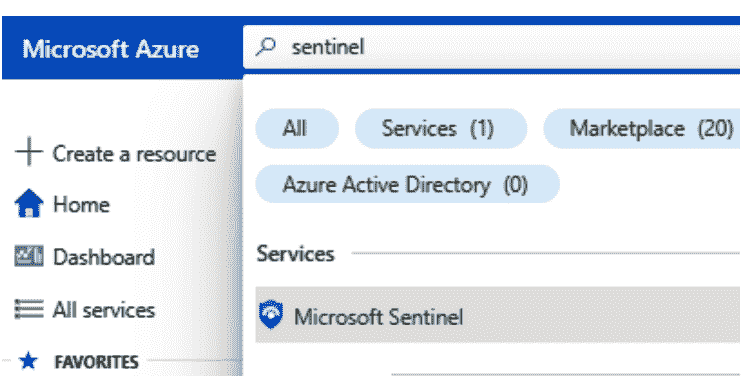 Microsoft Azure
sentinel
All
Services (1)
Marketplace (20)
Azure Active Directory (0)
Create a resource
Home
Dashboard
All services
FAVORITES
Services
Microsoft Sentinel